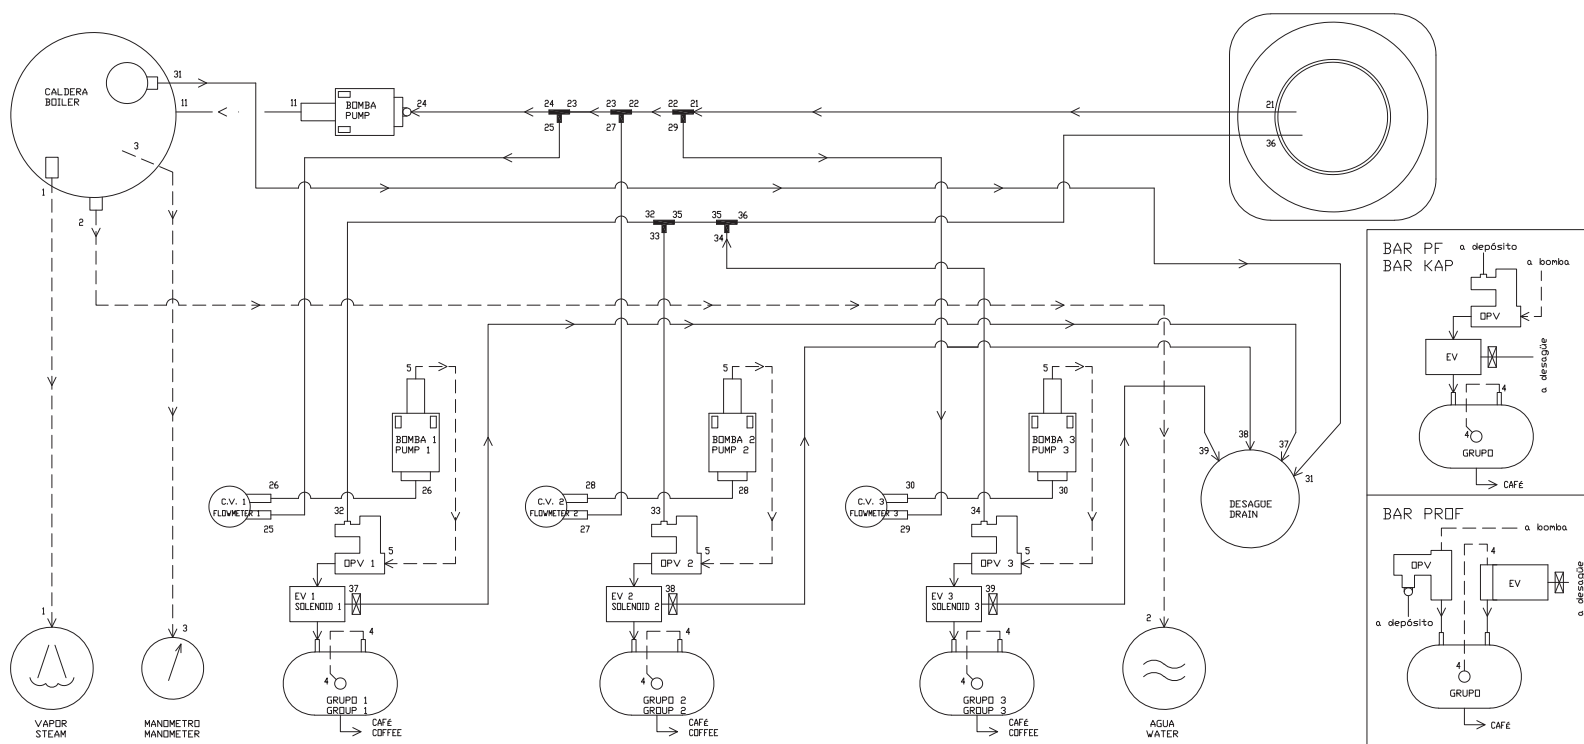 CALDERA
BOILER
31
11
3
1
2
11
BOMBA
PUMP
24
24
23
25
23
22
27
22
21
29
21
36
32
35
33
35
36
34
5
BOMBA 1
PUMP 1
26
5
BOMBA 2
PUMP 2
28
5
BOMBA 3
PUMP 3
30
C.V. 1
FLOWMETER 1
26
25
C.V. 2
FLOWMETER 2
28
27
C.V. 3
FLOWMETER 3
30
29
39
38
37
31
DESAGÜE
DRAIN
32
OPV 1
5
EV 1
SOLENOID 1
37
4
4
GRUPO 1
GROUP 1
CAFÉ
COFFEE
33
OPV 2
5
EV 2
SOLENOID 2
38
4
4
GRUPO 2
GROUP 2
CAFÉ
COFFEE
34
OPV 3
5
EV 3
SOLENOID 3
39
4
4
GRUPO 3
GROUP 3
CAFÉ
COFFEE
1
VAPOR
STEAM
3
MANOMETRO
MANOMETER
2
AGUA
WATER
BAR PF
BAR KAP
a depósito
a bomba
OPV
EV
a desagüe
4
4
GRUPO
CAFÉ
BAR PROF
a bomba
OPV
4
EV
a desagüe
a depósito
4
GRUPO
CAFÉ